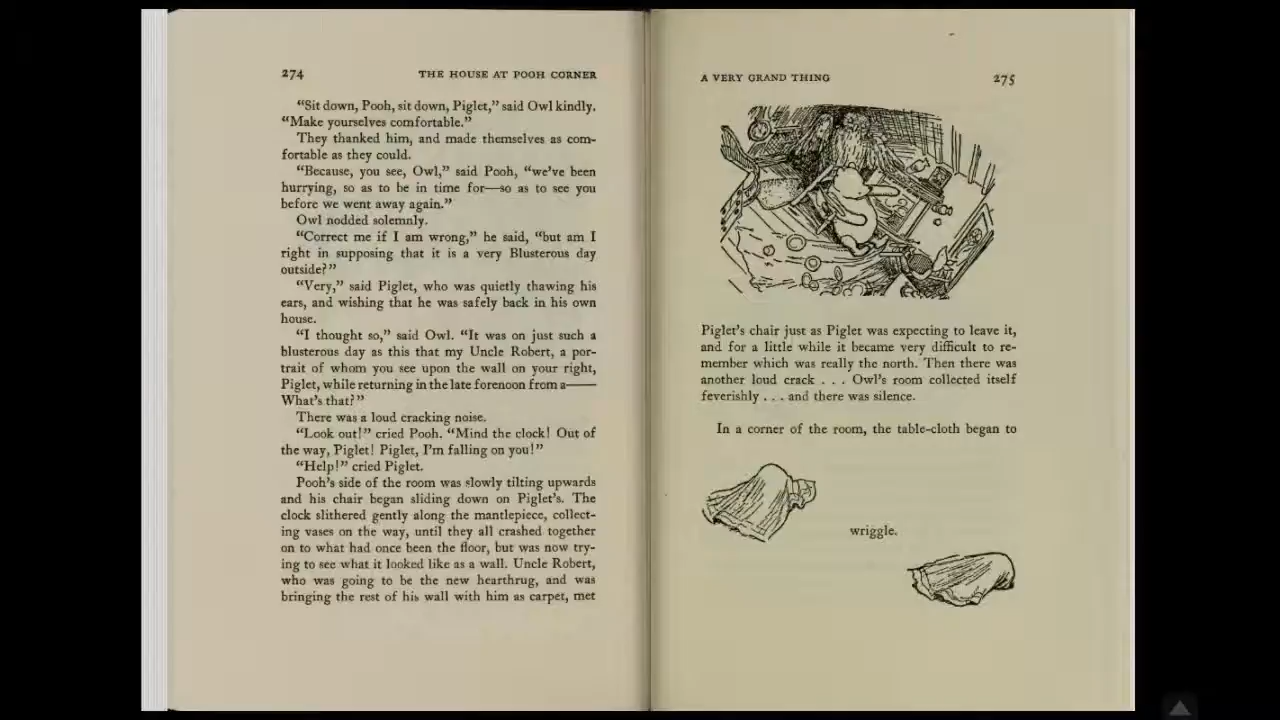 274 THE HOUSE AT POOH CORNER
“Sit down, Pooh, sit down, Piglet,” said Owl kindly.
“Make yourselves comfortable.”
They thanked him, and made themselves as com-
fortable as they could.
“Because, you see, Owl,” said Pooh, “we’ve been
hurrying, so as to be in time for—so as to see you
before we went away again.”
Owl nodded solemnly.
“Correct me if I am wrong,” he said, “but am I
right in supposing that it is a very Blusterous day
outside?”
“Very,” said Piglet, who was quietly thawing his
ears, and wishing that he was safely back in his own
house.
“I thought so,” said Owl. “It was on just such a
blusterous day as this that my Uncle Robert, a por-
trait of whom you see upon the wall on your right,
Piglet, while returning in the late forenoon from a——
What’s that?”
There was a loud cracking noise.
“Look out!” cried Pooh. “Mind the clock! Out of
the way, Piglet! Piglet, I’m falling on you!”
“Help!” cried Piglet.
Pooh’s side of the room was slowly tilting upwards
and his chair began sliding down on Piglet’s. The
clock slithered gently along the mantlepiece, collect-
ing vases on the way, until they all crashed together
on to what had once been the floor, but was now try-
ing to see what it looked like as a wall. Uncle Robert,
who was going to be the new hearthrug, and was
bringing the rest of his wall with him as carpet, met
A VERY GRAND THING 275
Piglet’s chair just as Piglet was expecting to leave it,
and for a little while it became very difficult to re-
member which was really the north. Then there was
another loud crack . . . Owl’s room collected itself
feverishly . . . and there was silence.
In a corner of the room, the table-cloth began to
wriggle.